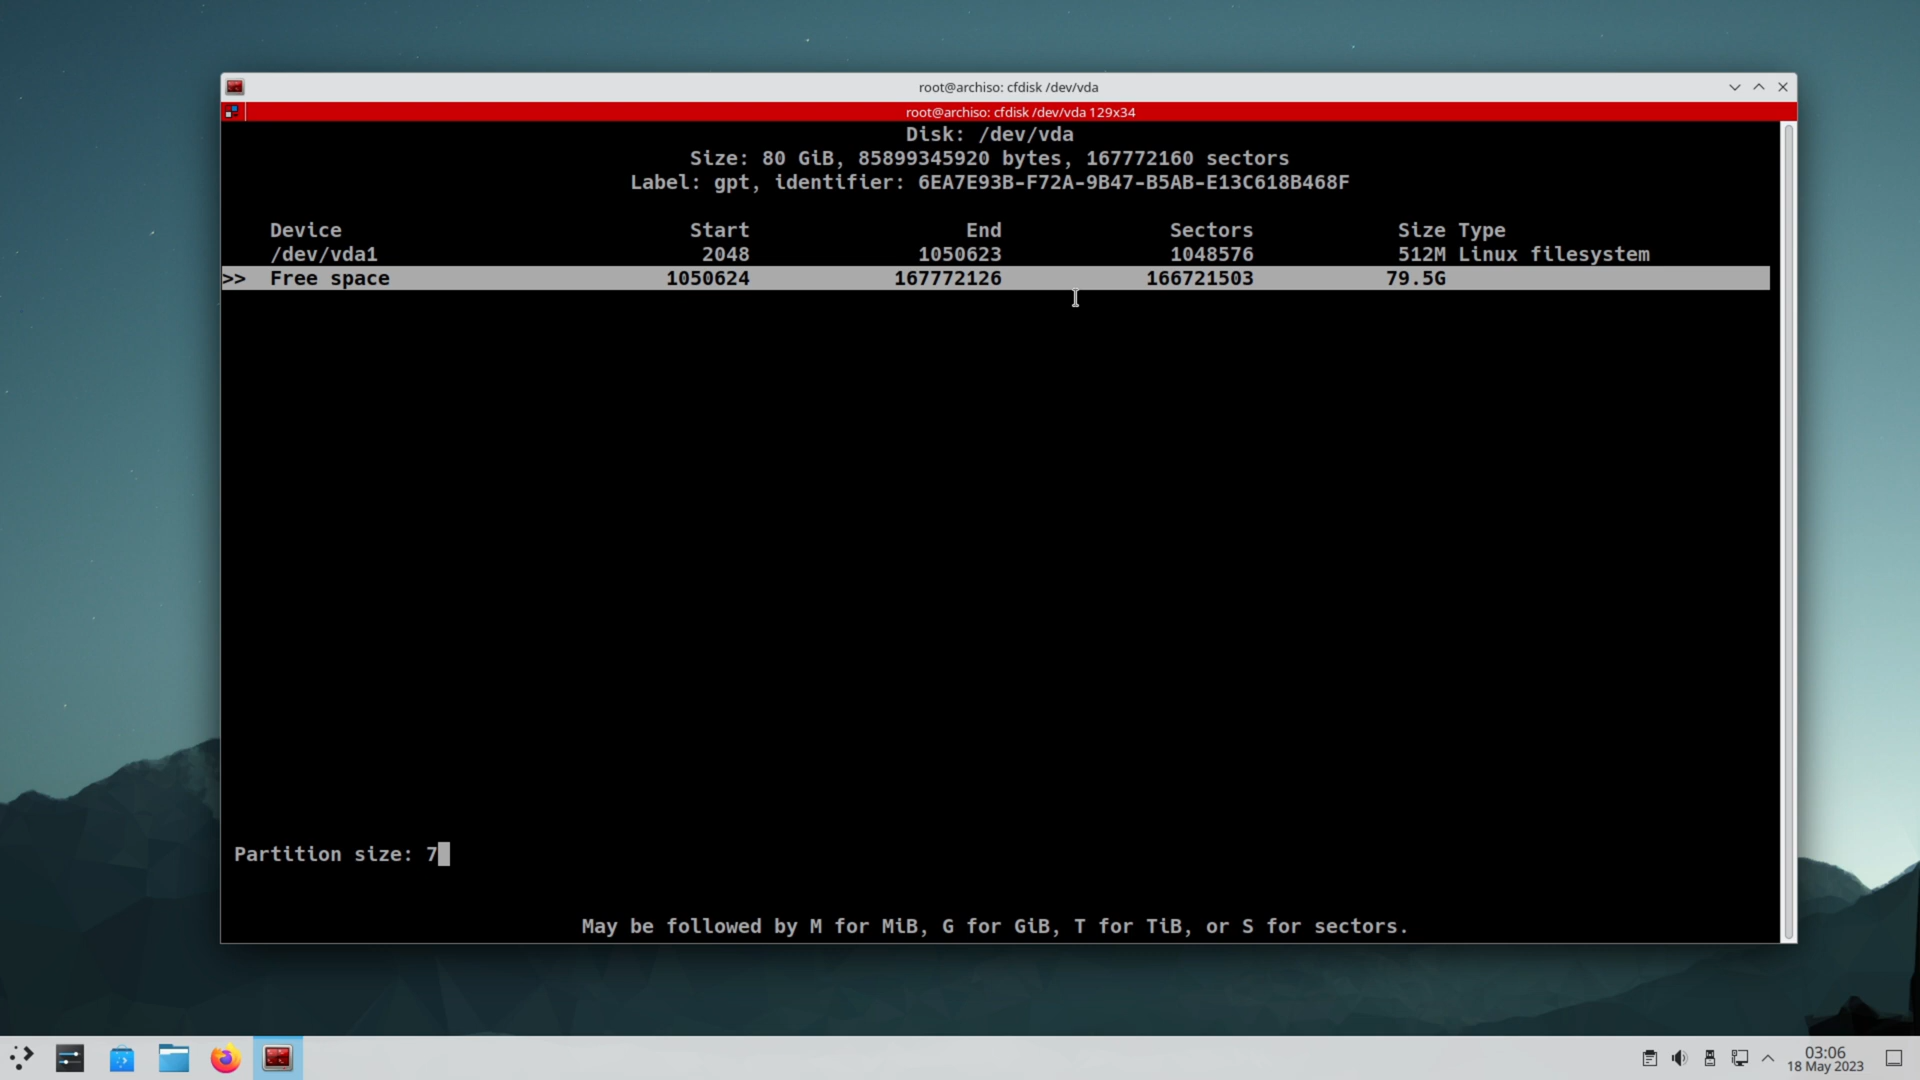 root@archiso: cfdisk /dev/vda
root@archiso: cfdisk /dev/vda 129x34
Disk: /dev/vda
Size: 80 GiB, 85899345920 bytes, 167772160 sectors
Label: gpt, identifier: 6EA7E93B-F72A-9B47-B5AB-E13C618B468F
Device Start End Sectors Size Type
/dev/vda1 2048 1050623 1048576 512M Linux filesystem
>> Free space 1050624 167772126 166721503 79.5G
Partition size: 7
May be followed by M for MiB, G for GiB, T for TiB, or S for sectors.
03:06
18 May 2023